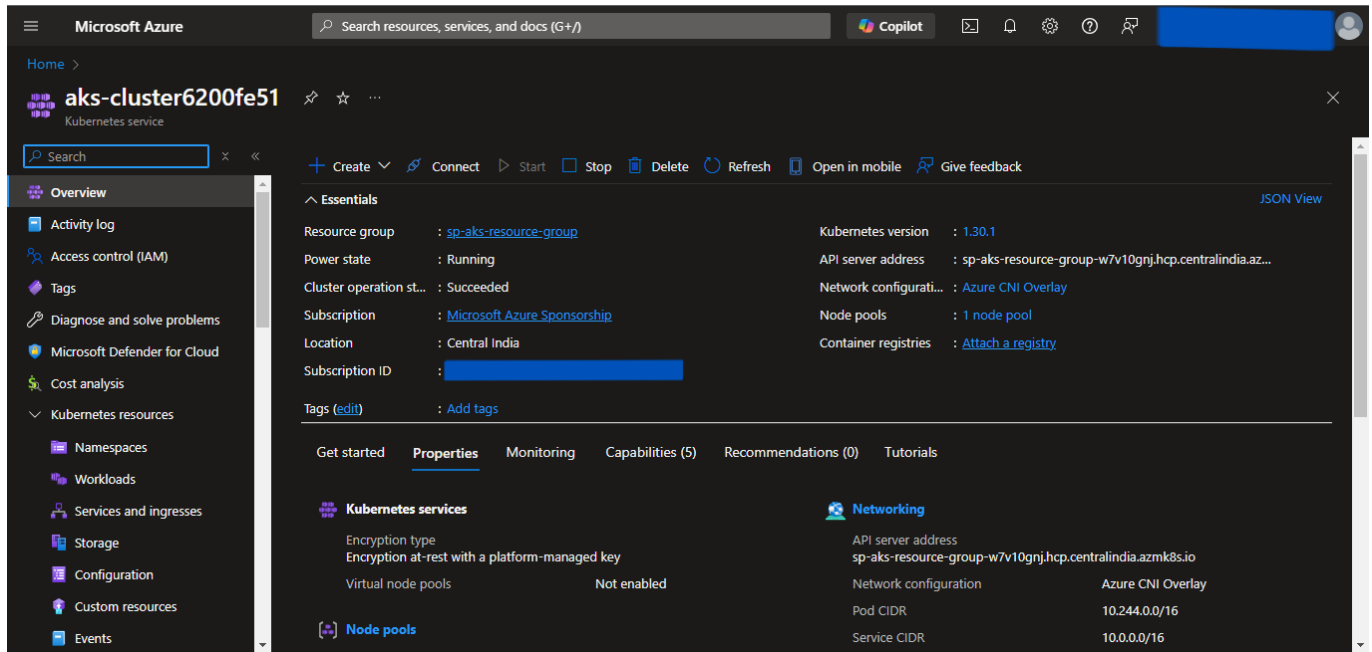 Microsoft Azure
Search resources, services, and docs (G+/)
Copilot
Home >
aks-cluster6200fe51
Kubernetes service
Search
Create
Connect
Start
Stop
Delete
Refresh
Open in mobile
Give feedback
Overview
Activity log
Access control (IAM)
Tags
Diagnose and solve problems
Microsoft Defender for Cloud
Cost analysis
Kubernetes resources
Namespaces
Workloads
Services and ingresses
Storage
Configuration
Custom resources
Events
Essentials
JSON View
Resource group : sp-aks-resource-group
Power state : Running
Cluster operation st... : Succeeded
Subscription : Microsoft Azure Sponsorship
Location : Central India
Subscription ID :
Kubernetes version : 1.30.1
API server address : sp-aks-resource-group-w7v10gnj.hcp.centralindia.az...
Network configurati... : Azure CNI Overlay
Node pools : 1 node pool
Container registries : Attach a registry
Tags (edit) : Add tags
Get started
Properties
Monitoring
Capabilities (5)
Recommendations (0)
Tutorials
Kubernetes services
Encryption type
Encryption at-rest with a platform-managed key
Virtual node pools Not enabled
Node pools
Networking
API server address
sp-aks-resource-group-w7v10gnj.hcp.centralindia.azmk8s.io
Network configuration Azure CNI Overlay
Pod CIDR 10.244.0.0/16
Service CIDR 10.0.0.0/16